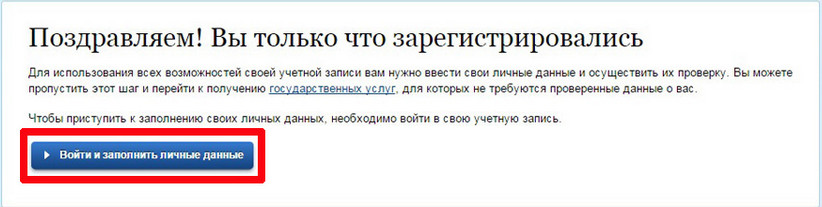 Поздравляем! Вы только что зарегистрировались
Для использования всех возможностей своей учетной записи вам нужно ввести свои личные данные и осуществить их проверку. Вы можете
пропустить этот шаг и перейти к получению государственных услуг, для которых не требуются проверенные данные о вас.
Чтобы приступить к заполнению своих личных данных, необходимо войти в свою учетную запись.
Войти и заполнить личные данные